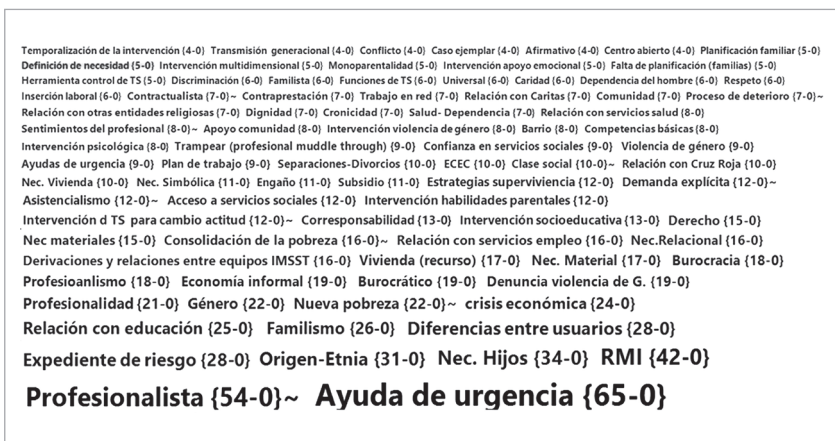 Temporalización de la intervención {4-0} Transmisión generacional {4-0} Conflicto {4-0} Caso ejemplar {4-0} Afirmativo {4-0} Centro abierto {4-0} Planificación familiar {5-0}
Definición de necesidad {5-0} Intervención multidimensional {5-0} Monoparentalidad {5-0} Intervención apoyo emocional {5-0} Falta de planificación (familias) {5-0}
Herramienta control de TS {5-0} Discriminación {6-0} Familista {6-0} Funciones de TS {6-0} Universal {6-0} Caridad {6-0} Dependencia del hombre {6-0} Respeto {6-0}
Inserción laboral {6-0} Contractualista {7-0}~ Contraprestación {7-0} Trabajo en red {7-0} Relación con Caritas {7-0} Comunidad {7-0} Proceso de deterioro {7-0}~
Relación con otras entidades religiosas {7-0} Dignidad {7-0} Cronicidad {7-0} Salud- Dependencia {7-0} Relación con servicios salud {8-0}
Sentimientos del profesional {8-0}~ Apoyo comunidad {8-0} Intervención violencia de género {8-0} Barrio {8-0} Competencias básicas {8-0}
Intervención psicológica {8-0} Trampear (profesional muddle through) {9-0} Confianza en servicios sociales {9-0} Violencia de género {9-0}
Ayudas de urgencia {9-0} Plan de trabajo {9-0} Separaciones-Divorcios {10-0} ECEC {10-0} Clase social {10-0}~ Relación con Cruz Roja {10-0}
Nec. Vivienda {10-0} Nec. Simbólica {11-0} Engaño {11-0} Subsidio {11-0} Estrategias superviviencia {12-0} Demanda explícita {12-0}~
Asistencialismo {12-0}~ Acceso a servicios sociales {12-0} Intervención habilidades parentales {12-0}
Intervención d TS para cambio actitud {12-0}~ Corresponsabilidad {13-0} Intervención socioeducativa {13-0} Derecho {15-0}
Nec materiales {15-0} Consolidación de la pobreza {16-0}~ Relación con servicios empleo {16-0} Nec.Relacional {16-0}
Derivaciones y relaciones entre equipos IMSST {16-0} Vivienda (recurso) {17-0} Nec. Material {17-0} Burocracia {18-0}
Profesioanlismo {18-0} Economía informal {19-0} Burocrático {19-0} Denuncia violencia de G. {19-0}
Profesionalidad {21-0} Género {22-0} Nueva pobreza {22-0}~ crisis económica {24-0}
Relación con educación {25-0} Familismo {26-0} Diferencias entre usuarios {28-0}
Expediente de riesgo {28-0} Origen-Etnia {31-0} Nec. Hijos {34-0} RMI {42-0}
Profesionalista {54-0}~ Ayuda de urgencia {65-0}